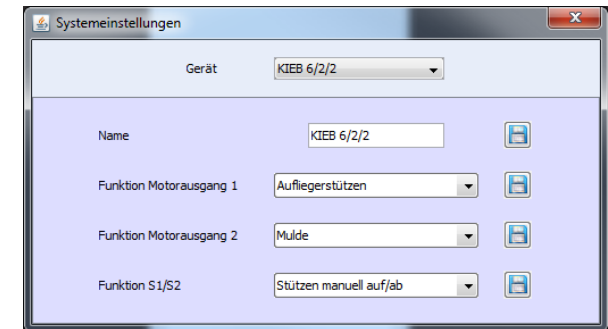 Systemeinstellungen
Gerät KIEB 6/2/2
Name KIEB 6/2/2
Funktion Motorausgang 1 Aufliegerstützen
Funktion Motorausgang 2 Mulde
Funktion S1/S2 Stützen manuell auf/ab